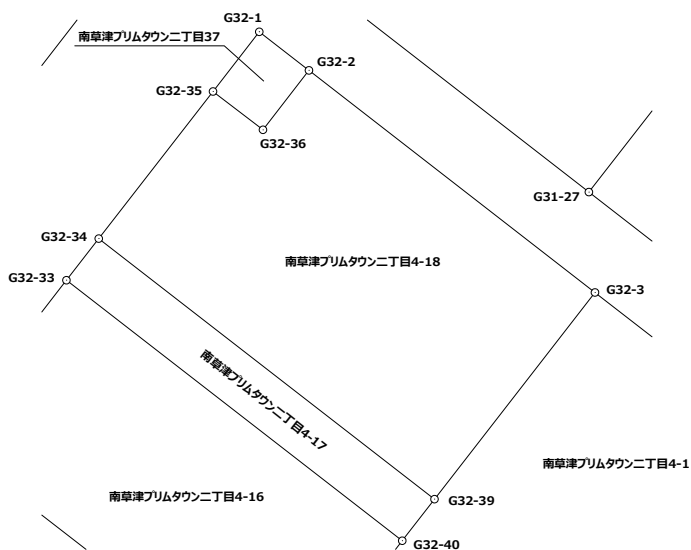 G32-1
南草津プリムタウン二丁目37
G32-2
G32-35
G32-36
G31-27
G32-34
南草津プリムタウン二丁目4-18
G32-33
G32-3
南草津プリムタウン二丁目4-17
南草津プリムタウン二丁目4-1
南草津プリムタウン二丁目4-16
G32-39
G32-40